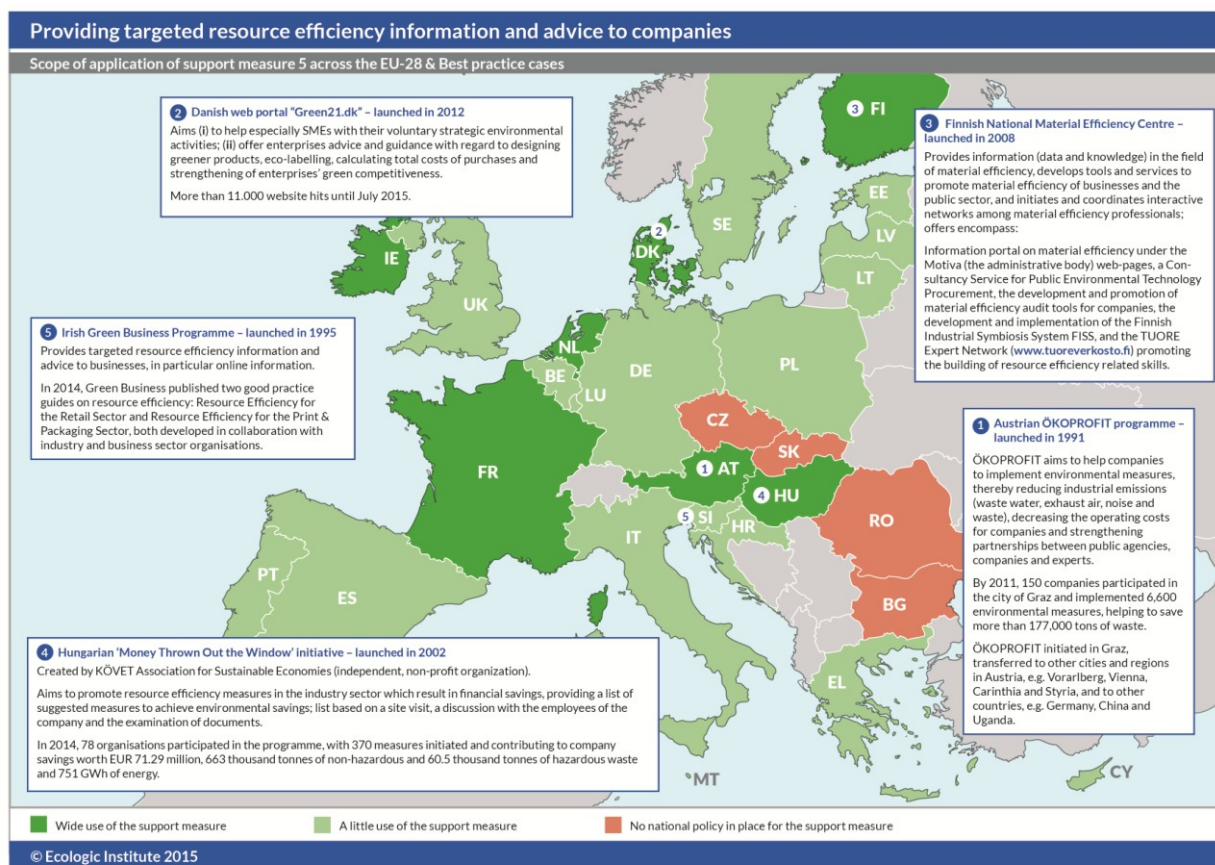 Providing targeted resource efficiency information and advice to companies
Scope of application of support measure 5 across the EU-28 & Best practice cases
2 Danish web portal "Green21.dk" – launched in 2012
Aims (i) to help especially SMEs with their voluntary strategic environmental
activities; (ii) offer enterprises advice and guidance with regard to designing
greener products, eco-labelling, calculating total costs of purchases and
strengthening of enterprises' green competitiveness.
More than 11.000 website hits until July 2015.
3 Finnish National Material Efficiency Centre –
launched in 2008
Provides information (data and knowledge) in the field
of material efficiency, develops tools and services to
promote material efficiency of businesses and the
public sector, and initiates and coordinates interactive
networks among material efficiency professionals;
offers encompass:
Information portal on material efficiency under the
Motiva (the administrative body) web-pages, a Con-
sultancy Service for Public Environmental Technology
Procurement, the development and promotion of
material efficiency audit tools for companies, the
development and implementation of the Finnish
Industrial Symbiosis System FISS, and the TUORE
Expert Network (www.tuoreverkosto.fi) promoting
the building of resource efficiency related skills.
5 Irish Green Business Programme – launched in 1995
Provides targeted resource efficiency information and
advice to businesses, in particular online information.
In 2014, Green Business published two good practice
guides on resource efficiency: Resource Efficiency for
the Retail Sector and Resource Efficiency for the Print &
Packaging Sector, both developed in collaboration with
industry and business sector organisations.
1 Austrian ÖKOPROFIT programme –
launched in 1991
ÖKOPROFIT aims to help companies
to implement environmental measures,
thereby reducing industrial emissions
(waste water, exhaust air, noise and
waste), decreasing the operating costs
for companies and strengthening
partnerships between public agencies,
companies and experts.
By 2011, 150 companies participated in
the city of Graz and implemented 6,600
environmental measures, helping to save
more than 177,000 tons of waste.
ÖKOPROFIT initiated in Graz,
transferred to other cities and regions
in Austria, e.g. Vorarlberg, Vienna,
Carinthia and Styria, and to other
countries, e.g. Germany, China and
Uganda.
4 Hungarian 'Money Thrown Out the Window' initiative – launched in 2002
Created by KÖVET Association for Sustainable Economies (independent, non-profit organization).
Aims to promote resource efficiency measures in the industry sector which result in financial savings, providing a list of
suggested measures to achieve environmental savings; list based on a site visit, a discussion with the employees of the
company and the examination of documents.
In 2014, 78 organisations participated in the programme, with 370 measures initiated and contributing to company
savings worth EUR 71.29 million, 663 thousand tonnes of non-hazardous and 60.5 thousand tonnes of hazardous waste
and 751 GWh of energy.
3 FI
EE
SE
LV
2
DK
LT
IE
UK
NL
BE
DE
PL
LU
CZ
SK
FR
1 AT
4 HU
5 SI
HR
RO
IT
BG
PT
ES
EL
MT
CY
Wide use of the support measure
A little use of the support measure
No national policy in place for the support measure
© Ecologic Institute 2015